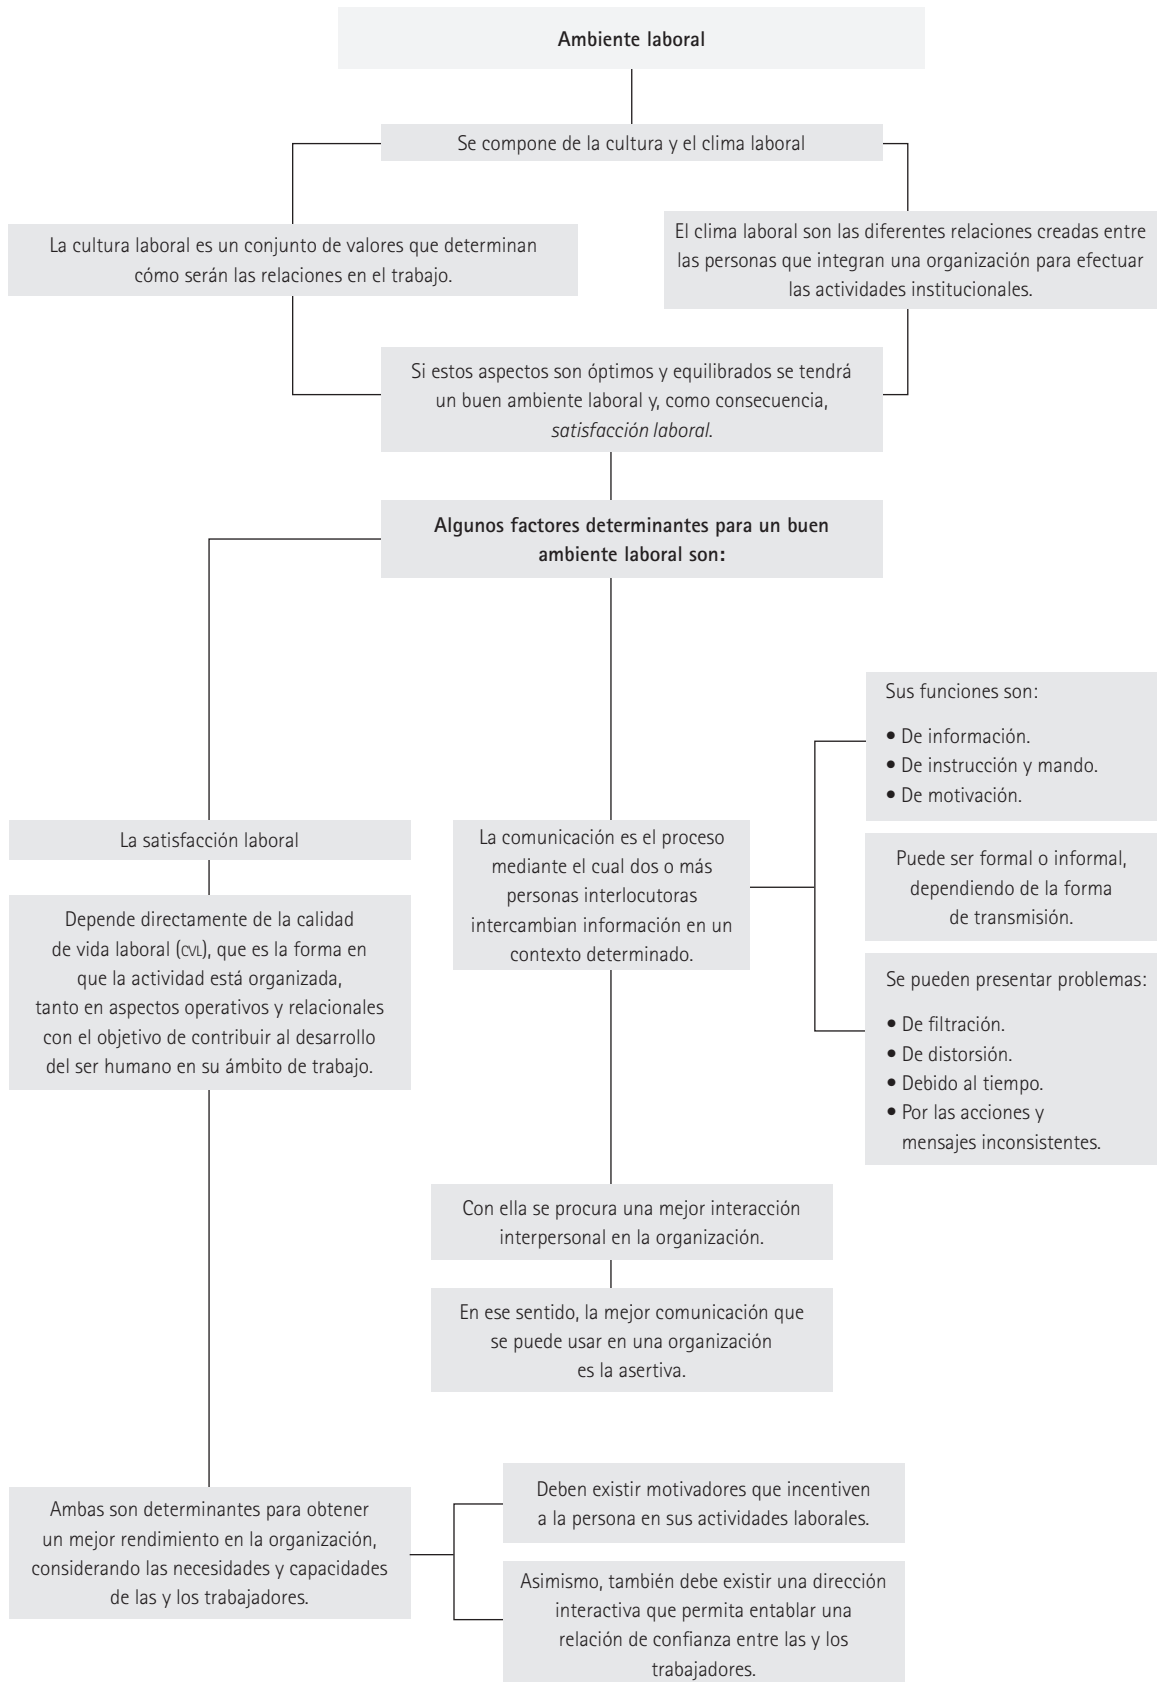 Ambiente laboral
Se compone de la cultura y el clima laboral
La cultura laboral es un conjunto de valores que determinan
cómo serán las relaciones en el trabajo.
El clima laboral son las diferentes relaciones creadas entre
las personas que integran una organización para efectuar
las actividades institucionales.
Si estos aspectos son óptimos y equilibrados se tendrá
un buen ambiente laboral y, como consecuencia,
satisfacción laboral.
Algunos factores determinantes para un buen
ambiente laboral son:
La satisfacción laboral
Depende directamente de la calidad
de vida laboral (CVL), que es la forma en
que la actividad está organizada,
tanto en aspectos operativos y relacionales
con el objetivo de contribuir al desarrollo
del ser humano en su ámbito de trabajo.
La comunicación es el proceso
mediante el cual dos o más
personas interlocutoras
intercambian información en un
contexto determinado.
Sus funciones son:
• De información.
• De instrucción y mando.
• De motivación.
Puede ser formal o informal,
dependiendo de la forma
de transmisión.
Se pueden presentar problemas:
• De filtración.
• De distorsión.
• Debido al tiempo.
• Por las acciones y
mensajes inconsistentes.
Con ella se procura una mejor interacción
interpersonal en la organización.
En ese sentido, la mejor comunicación que
se puede usar en una organización
es la asertiva.
Ambas son determinantes para obtener
un mejor rendimiento en la organización,
considerando las necesidades y capacidades
de las y los trabajadores.
Deben existir motivadores que incentiven
a la persona en sus actividades laborales.
Asimismo, también debe existir una dirección
interactiva que permita entablar una
relación de confianza entre las y los
trabajadores.